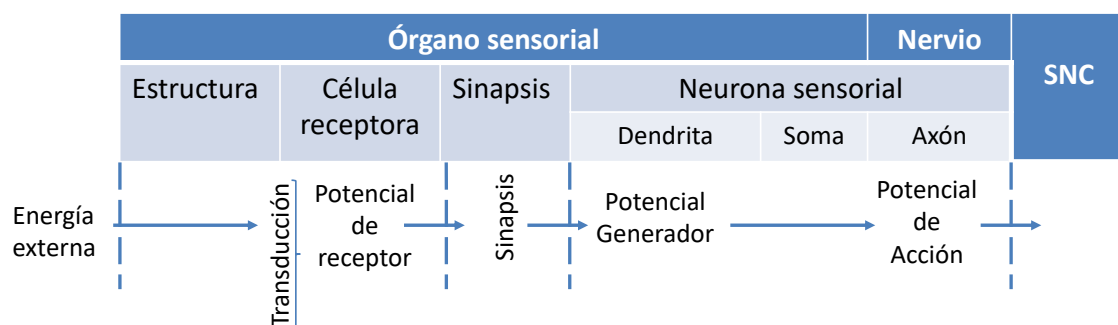 Órgano sensorial
Nervio
SNC
Estructura
Célula
receptora
Sinapsis
Neurona sensorial
Dendrita
Soma
Axón
Energía
externa
Transducción
Potencial
de
receptor
Sinapsis
Potencial
Generador
Potencial
de
Acción